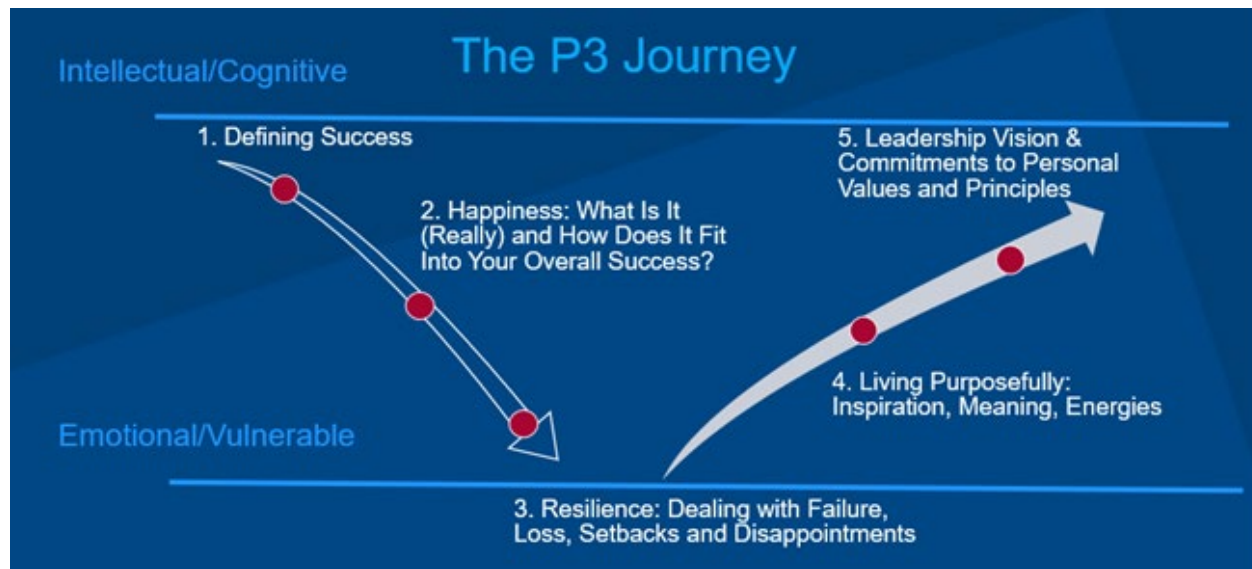 The P3 Journey
Intellectual/Cognitive
1. Defining Success
2. Happiness: What Is It
(Really) and How Does It Fit
Into Your Overall Success?
Emotional/Vulnerable
3. Resilience: Dealing with Failure,
Loss, Setbacks and Disappointments
4. Living Purposefully:
Inspiration, Meaning, Energies
5. Leadership Vision &
Commitments to Personal
Values and Principles